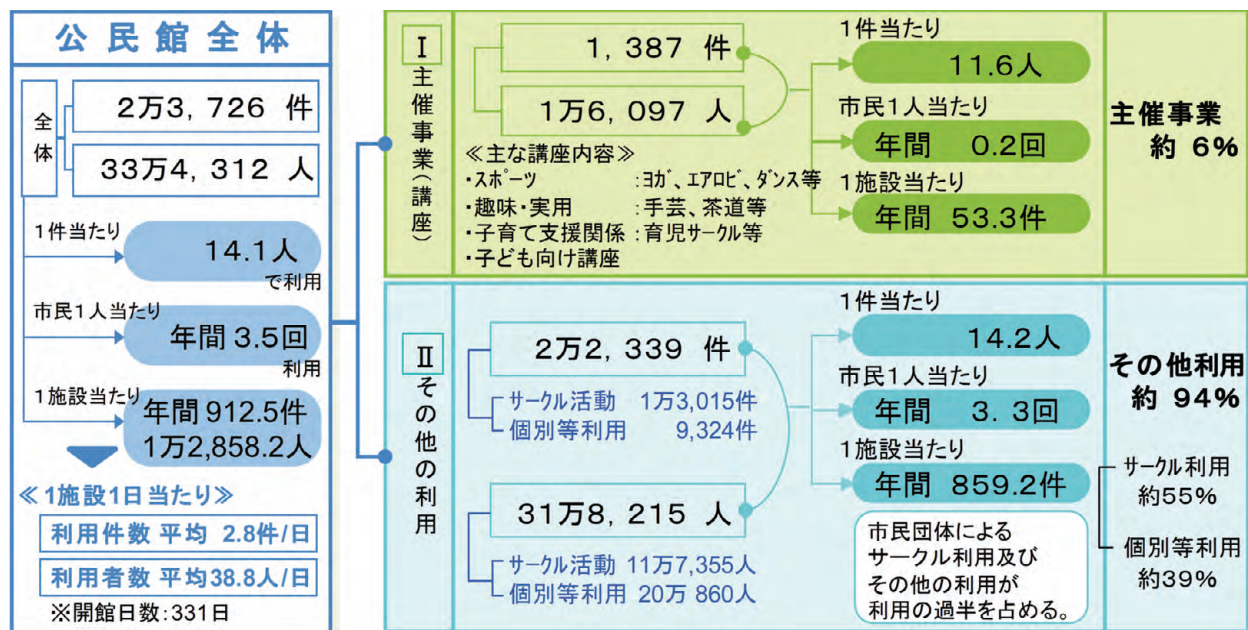 公民館全体
全体
2万3,726 件
33万4,312 人
1件当たり
14.1人
で利用
市民1人当たり
年間 3.5回
利用
1施設当たり
年間 912.5件
1万2,858.2人
≪1施設1日当たり≫
利用件数 平均 2.8件/日
利用者数 平均38.8人/日
※開館日数:331日
Ⅰ 主催事業(講座)
1,387 件
1万6,097 人
≪主な講座内容≫
・スポーツ :ヨガ、エアロビ、ダンス等
・趣味・実用 :手芸、茶道等
・子育て支援関係:育児サークル等
・子ども向け講座
1件当たり
11.6人
市民1人当たり
年間 0.2回
1施設当たり
年間 53.3件
主催事業
約 6%
Ⅱ その他の利用
2万2,339 件
サークル活動 1万3,015件
個別等利用 9,324件
31万8,215 人
サークル活動 11万7,355人
個別等利用 20万 860人
1件当たり
14.2人
市民1人当たり
年間 3.3回
1施設当たり
年間 859.2件
市民団体による
サークル利用及び
その他の利用が
利用の過半を占める。
その他利用
約 94%
サークル利用
約55%
個別等利用
約39%